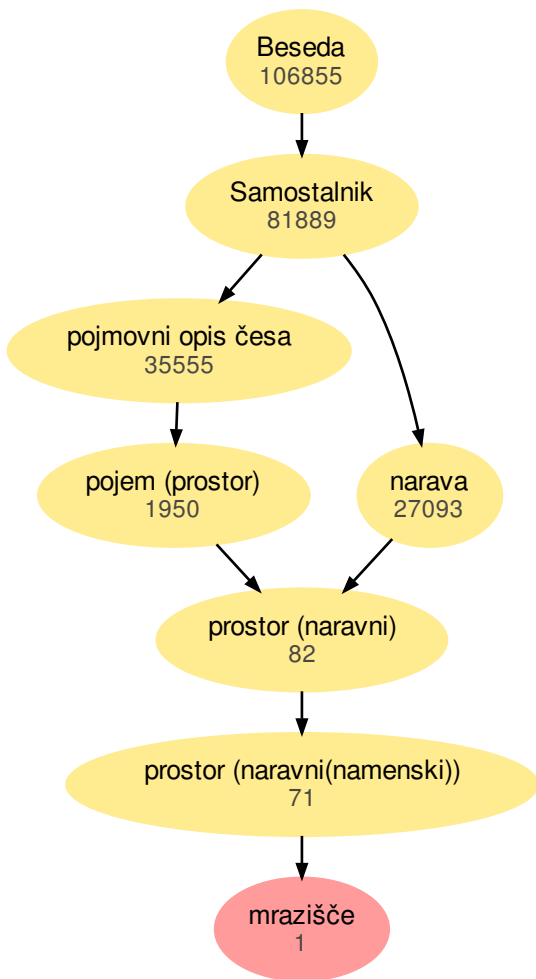 Beseda
106855
Samostalnik
81889
pojmovni opis česa
35555
pojem (prostor)
1950
narava
27093
prostor (naravni)
82
prostor (naravni(namenski))
71
mrazišče
1